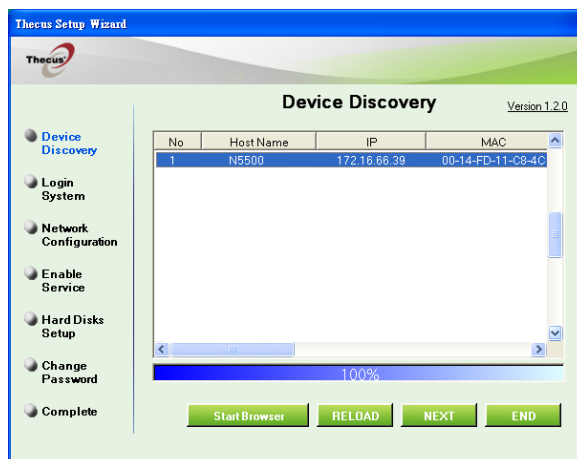 Thecus Setup Wizard
Thecus
Device Discovery
Version 1.2.0
Device
Discovery
Login
System
Network
Configuration
Enable
Service
Hard Disks
Setup
Change
Password
Complete
No Host Name IP MAC
1 N5500 172.16.66.39 00-14-FD-11-C8-4C
100%
Start Browser RELOAD NEXT END